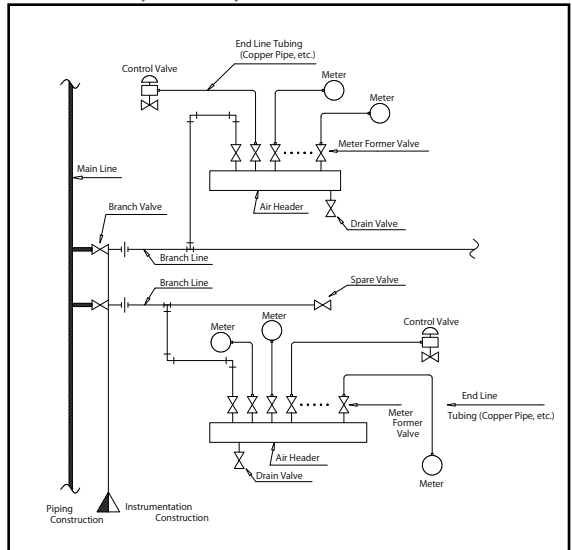 End Line Tubing
(Copper Pipe, etc.)
Control Valve
Meter
Meter
Meter Former Valve
Main Line
Air Header
Branch Valve
Drain Valve
Branch Line
Branch Line
Spare Valve
Meter
Meter
Control Valve
End Line
Tubing (Copper Pipe, etc.)
Meter
Former
Valve
Air Header
Drain Valve
Meter
Piping
Construction
Instrumentation
Construction